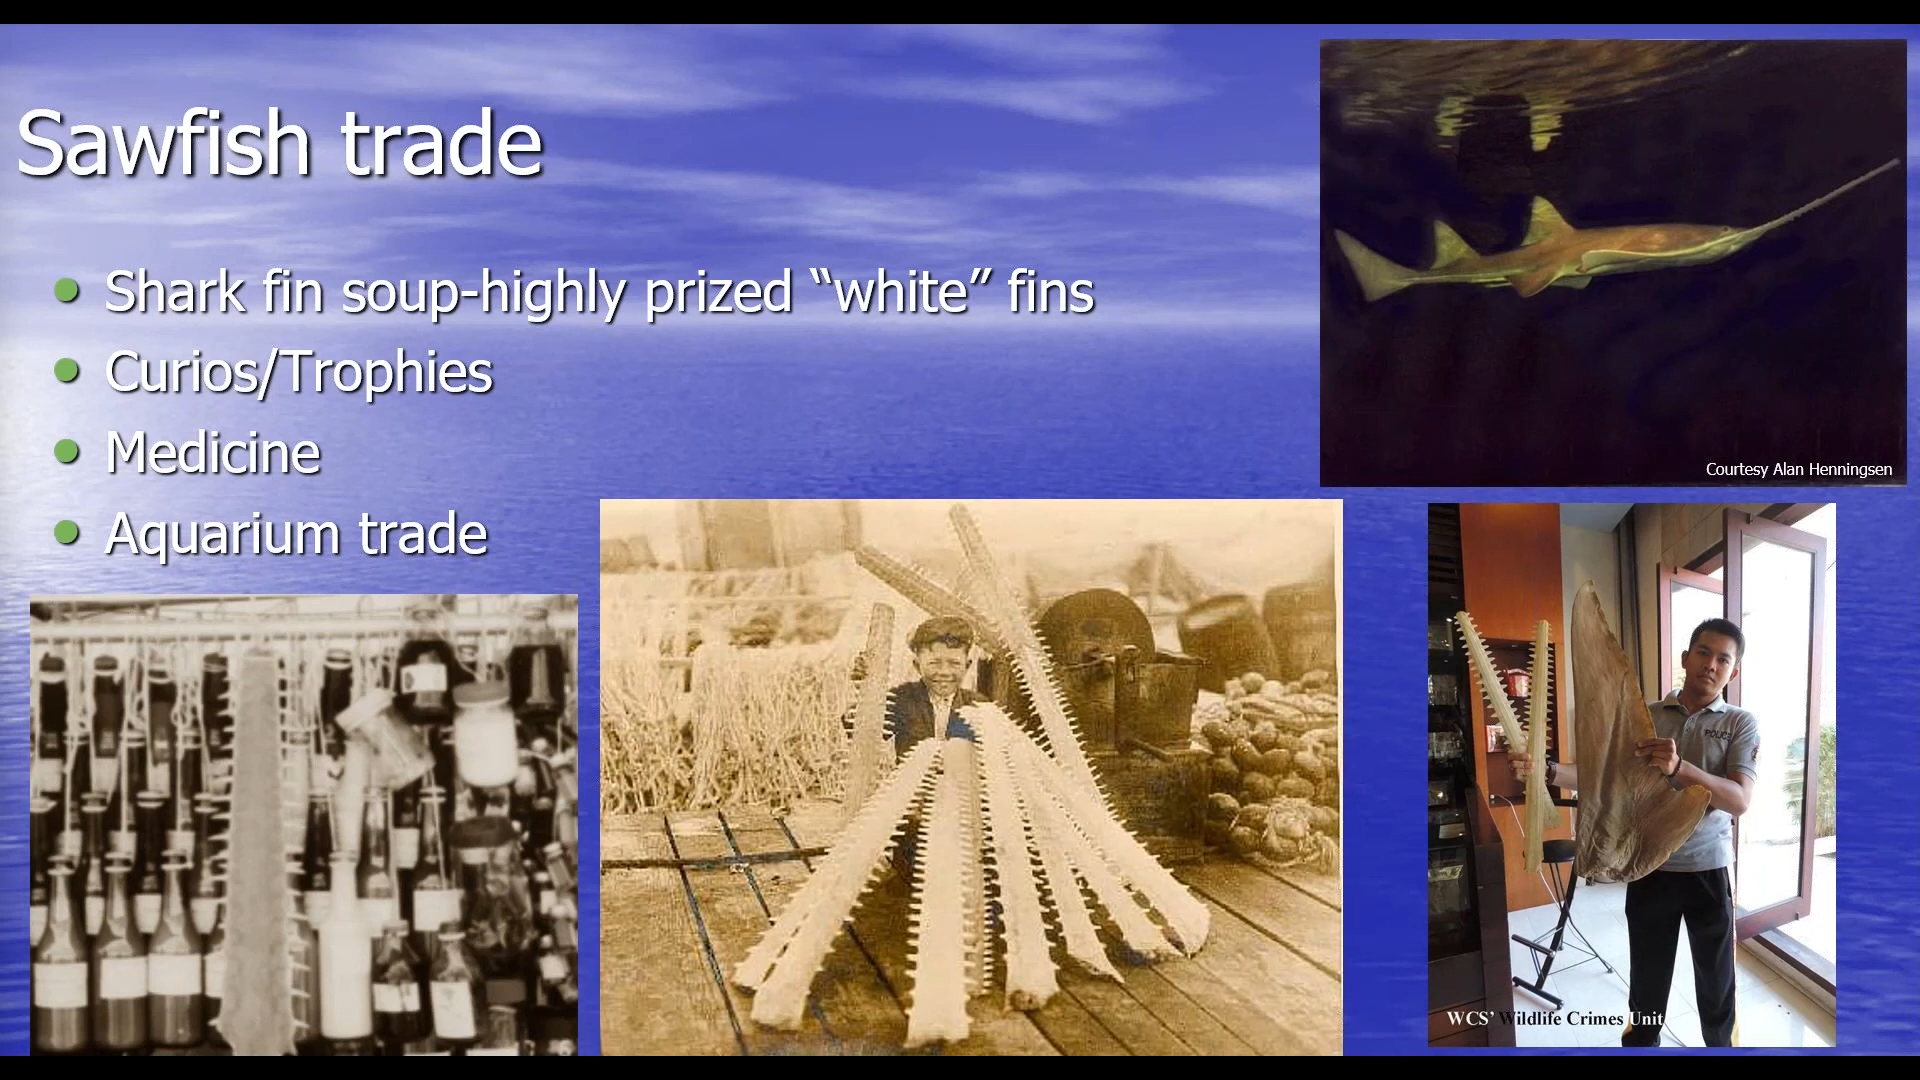 Sawfish trade
Shark fin soup-highly prized “white” fins
Curios/Trophies
Medicine
Aquarium trade
Courtesy Alan Henningsen
POLICE
WCS’ Wildlife Crimes Unit